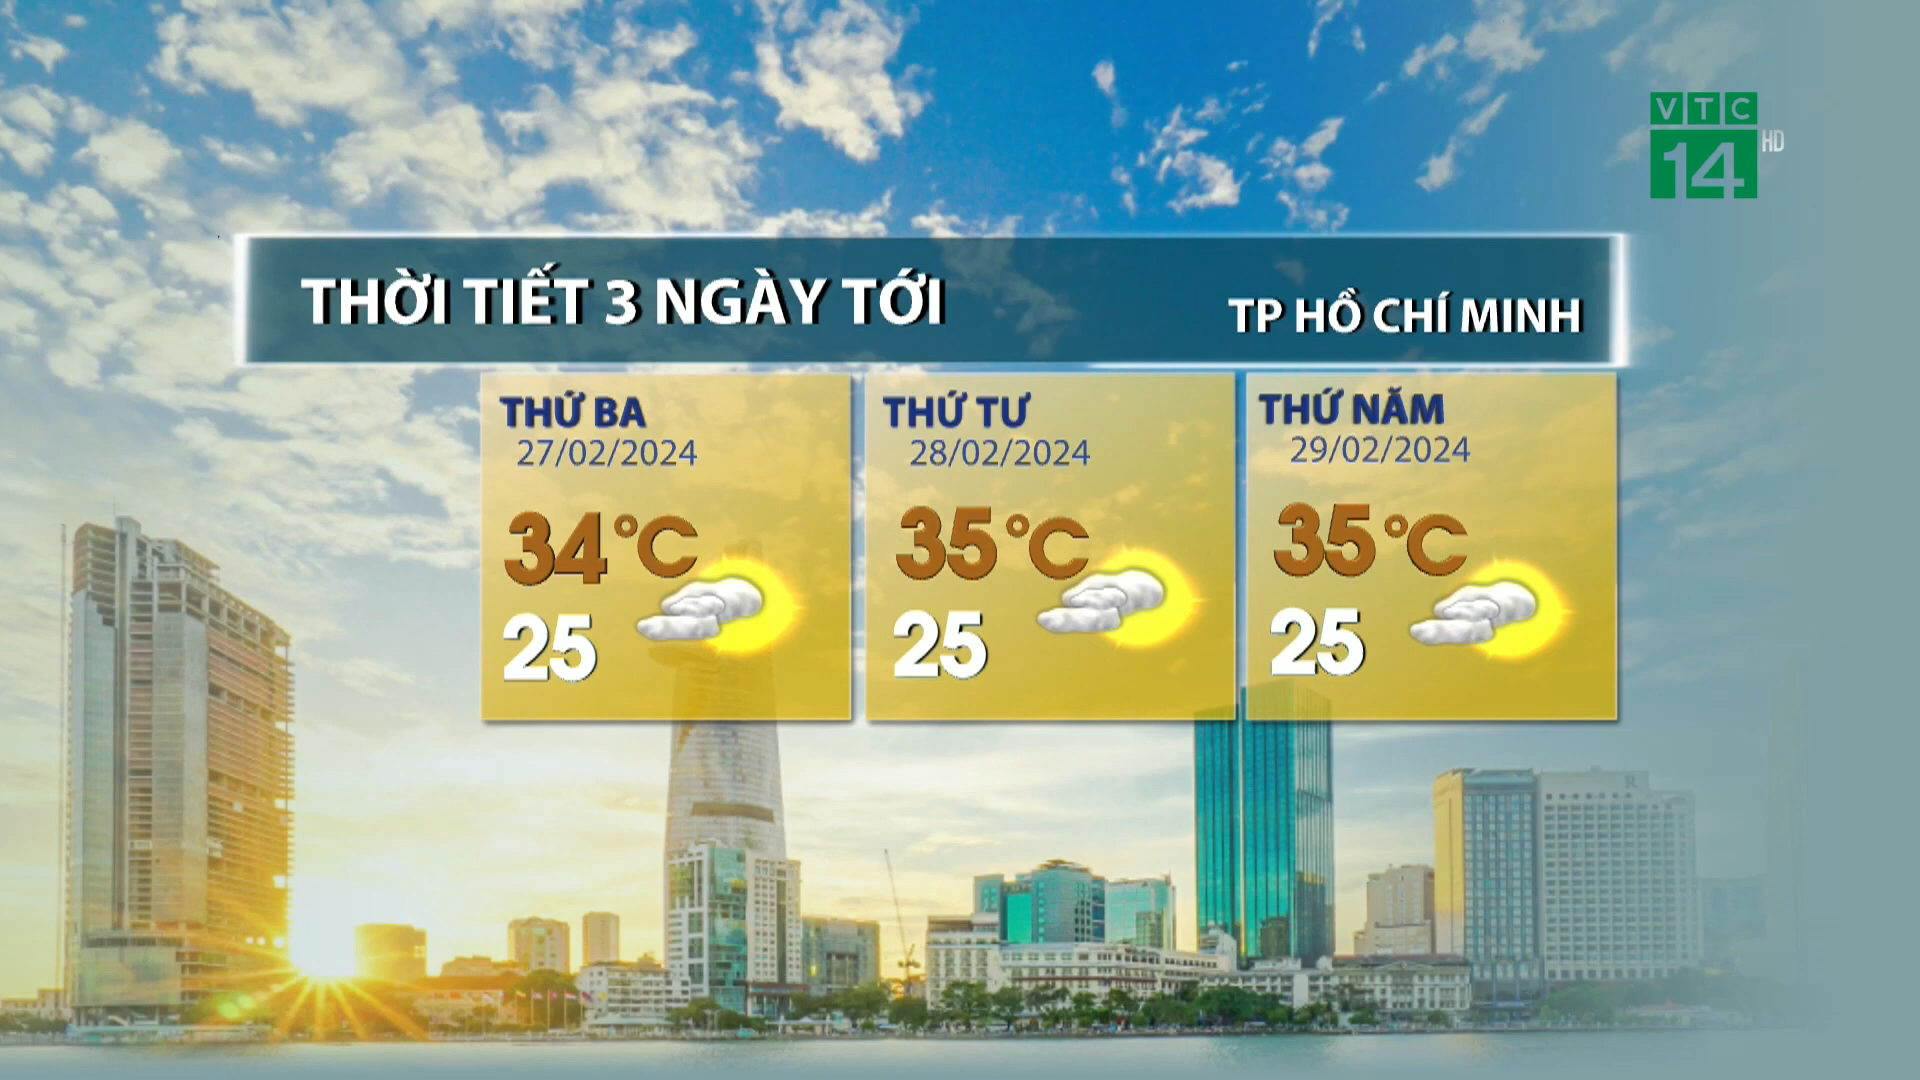 VTC
14 HD
THỜI TIẾT 3 NGÀY TỚI
TP HỒ CHÍ MINH
THỨ BA
27/02/2024
34°C
25
THỨ TƯ
28/02/2024
35°C
25
THỨ NĂM
29/02/2024
35°C
25
R